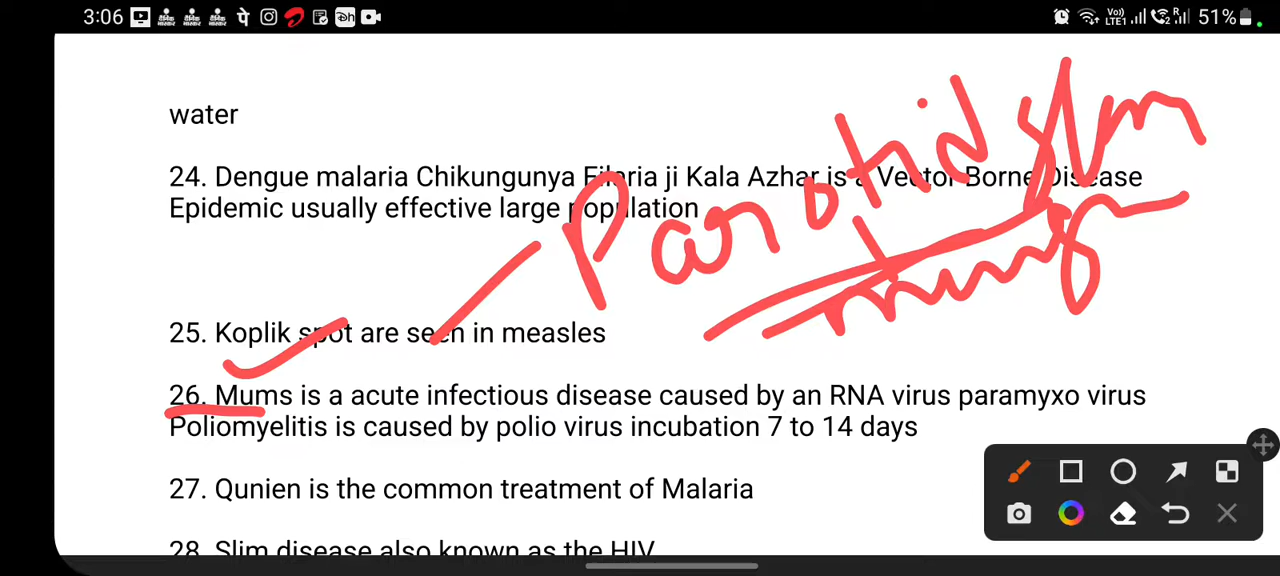 3:06 51%
water
24. Dengue malaria Chikungunya Filaria ji Kala Azhar is a Vector Borne Disease
Epidemic usually effective large population
Parotid
25. Koplik spot are seen in measles
26. Mums is a acute infectious disease caused by an RNA virus paramyxo virus
Poliomyelitis is caused by polio virus incubation 7 to 14 days
27. Qunien is the common treatment of Malaria
28. Slim disease also known as the HIV